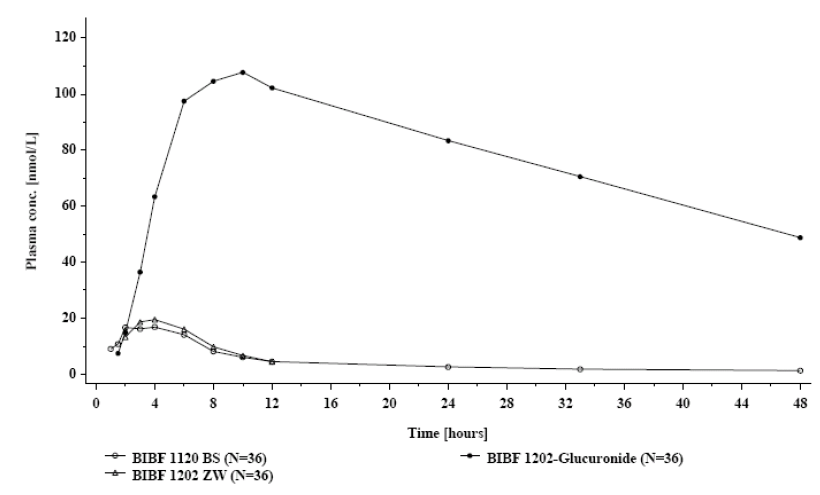 120
100
80
60
40
20
0
Plasma conc. [nmol/L]
0 4 8 12 16 20 24 28 32 36 40 44 48
Time [hours]
BIBF 1120 BS (N=36) BIBF 1202-Glucuronide (N=36)
BIBF 1202 ZW (N=36)